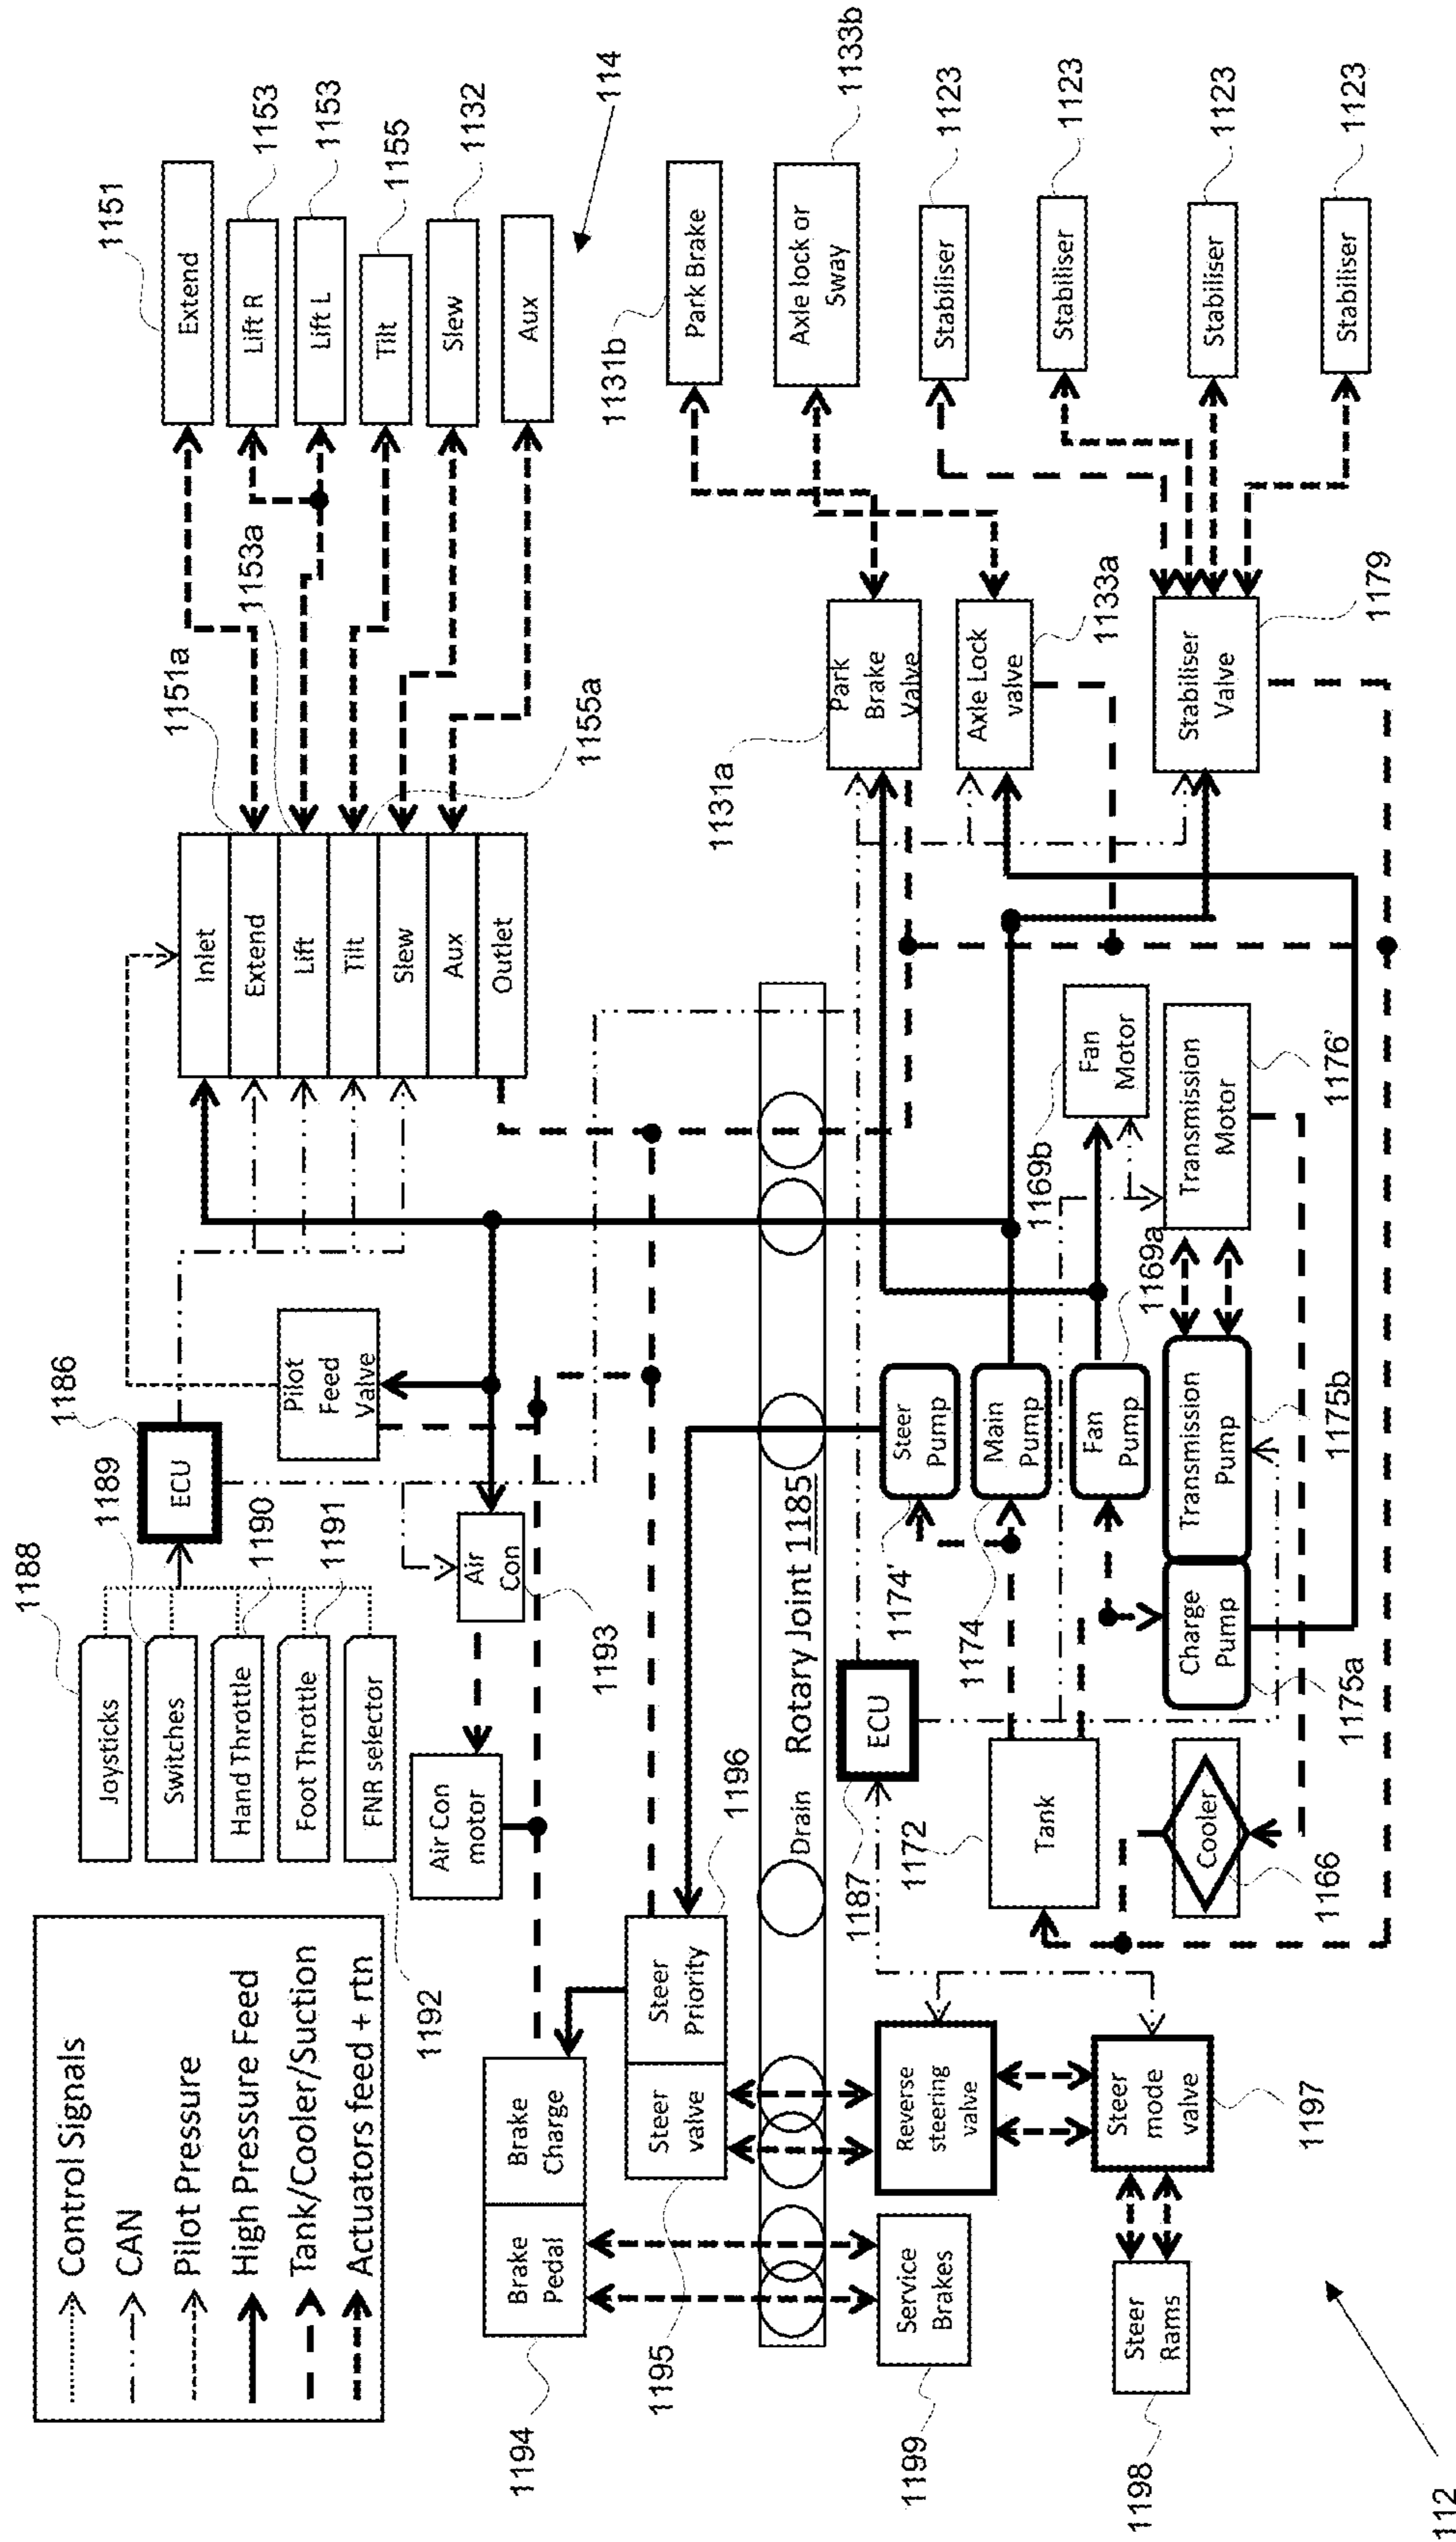 Control Signals
CAN
Pilot Pressure
High Pressure Feed
Tank/Cooler/Suction
Actuators feed + rtn
1188
Joysticks
Switches
Hand Throttle
Foot Throttle
FNR selector
1189
1190
1191
1192
1186
ECU
Pilot
Feed
Valve
Air
Con
1193
Air Con
motor
Inlet
Extend
Lift
Tilt
Slew
Aux
Outlet
1151a
1153a
1155a
1151
Extend
Lift R
1153
Lift L
1153
Tilt
1155
Slew
1132
Aux
114
Brake
Pedal
Brake
Charge
1194
Steer
valve
Steer
Priority
1195
1196
Drain
Rotary Joint 1185
Service
Brakes
1199
Reverse
steering
valve
Steer
mode
valve
1197
Steer
Rams
1198
112
1187
ECU
1172
Tank
Cooler
1166
Steer
Pump
1174'
Main
Pump
1174
Fan
Pump
1169a
Fan
Motor
1169b
Charge
Pump
1175a
Transmission
Pump
1175b
Transmission
Motor
1176'
1131a
Park
Brake
Valve
Axle Lock
valve
1133a
Stabiliser
Valve
1179
1131b
Park Brake
Axle lock or
Sway
1133b
Stabiliser
1123
Stabiliser
1123
Stabiliser
1123
Stabiliser
1123